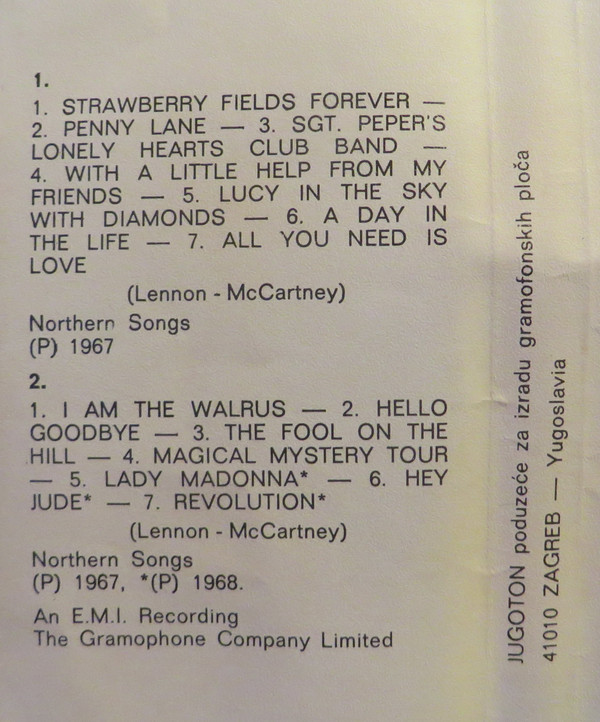 1.
1. STRAWBERRY FIELDS FOREVER —
2. PENNY LANE — 3. SGT. PEPER'S
LONELY HEARTS CLUB BAND —
4. WITH A LITTLE HELP FROM MY
FRIENDS — 5. LUCY IN THE SKY
WITH DIAMONDS — 6. A DAY IN
THE LIFE — 7. ALL YOU NEED IS
LOVE
(Lennon - McCartney)
Northern Songs
(P) 1967
2.
1. I AM THE WALRUS — 2. HELLO
GOODBYE — 3. THE FOOL ON THE
HILL — 4. MAGICAL MYSTERY TOUR
— 5. LADY MADONNA* — 6. HEY
JUDE* — 7. REVOLUTION*
(Lennon - McCartney)
Northern Songs
(P) 1967, *(P) 1968.
An E.M.I. Recording
The Gramophone Company Limited
JUGOTON poduzeće za izradu gramofonskih ploča
41010 ZAGREB — Yugoslavia